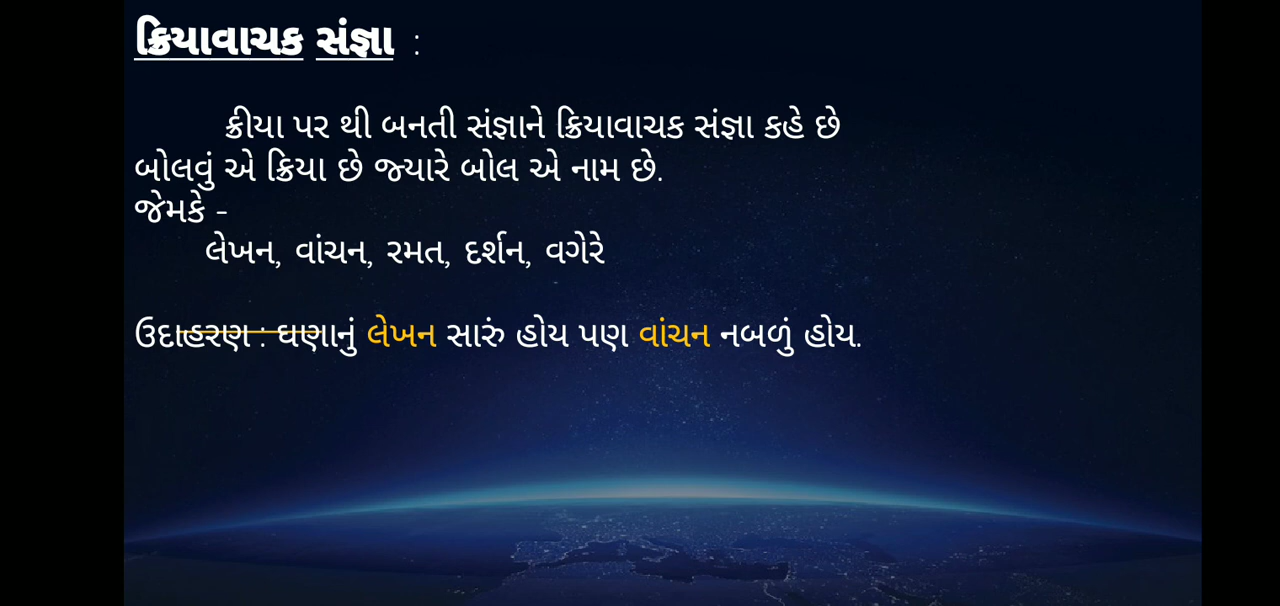 ક્રિયાવાચક સંજ્ઞા :
ક્રીયા પર થી બનતી સંજ્ઞાને ક્રિયાવાચક સંજ્ઞા કહે છે
બોલવું એ ક્રિયા છે જ્યારે બોલ એ નામ છે.
જેમકે -
લેખન, વાંચન, રમત, દર્શન, વગેરે
ઉદાહરણ : ઘણાનું લેખન સારું હોય પણ વાંચન નબળું હોય.